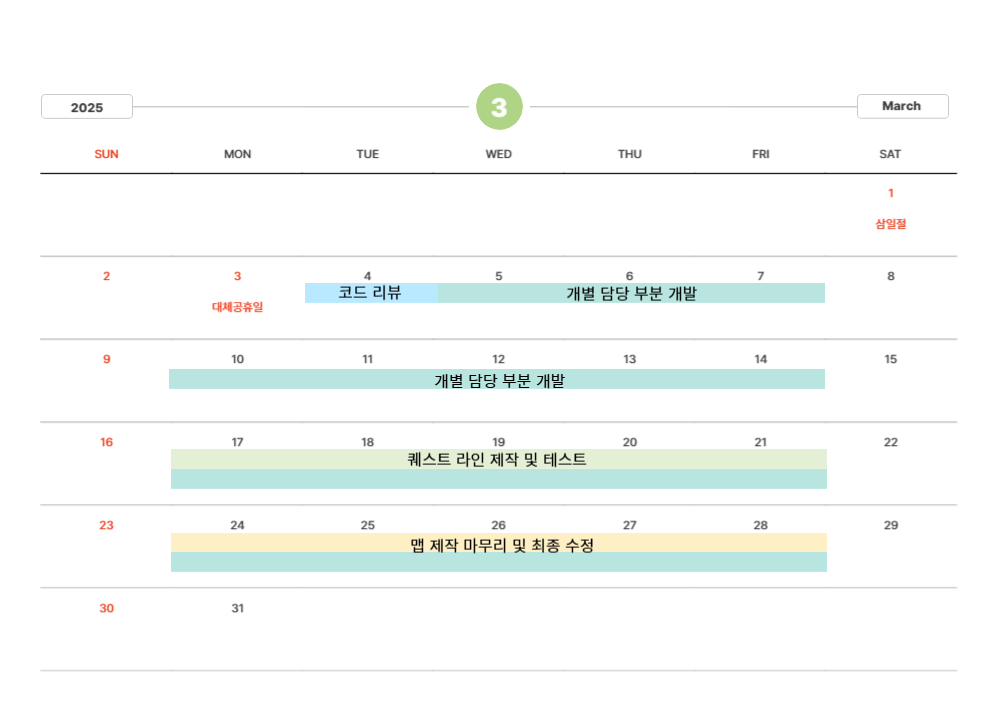 2025 3 March
SUN MON TUE WED THU FRI SAT
1
삼일절
2 3 4 5 6 7 8
코드 리뷰 개별 담당 부분 개발
대체공휴일
9 10 11 12 13 14 15
개별 담당 부분 개발
16 17 18 19 20 21 22
퀘스트 라인 제작 및 테스트
23 24 25 26 27 28 29
맵 제작 마무리 및 최종 수정
30 31